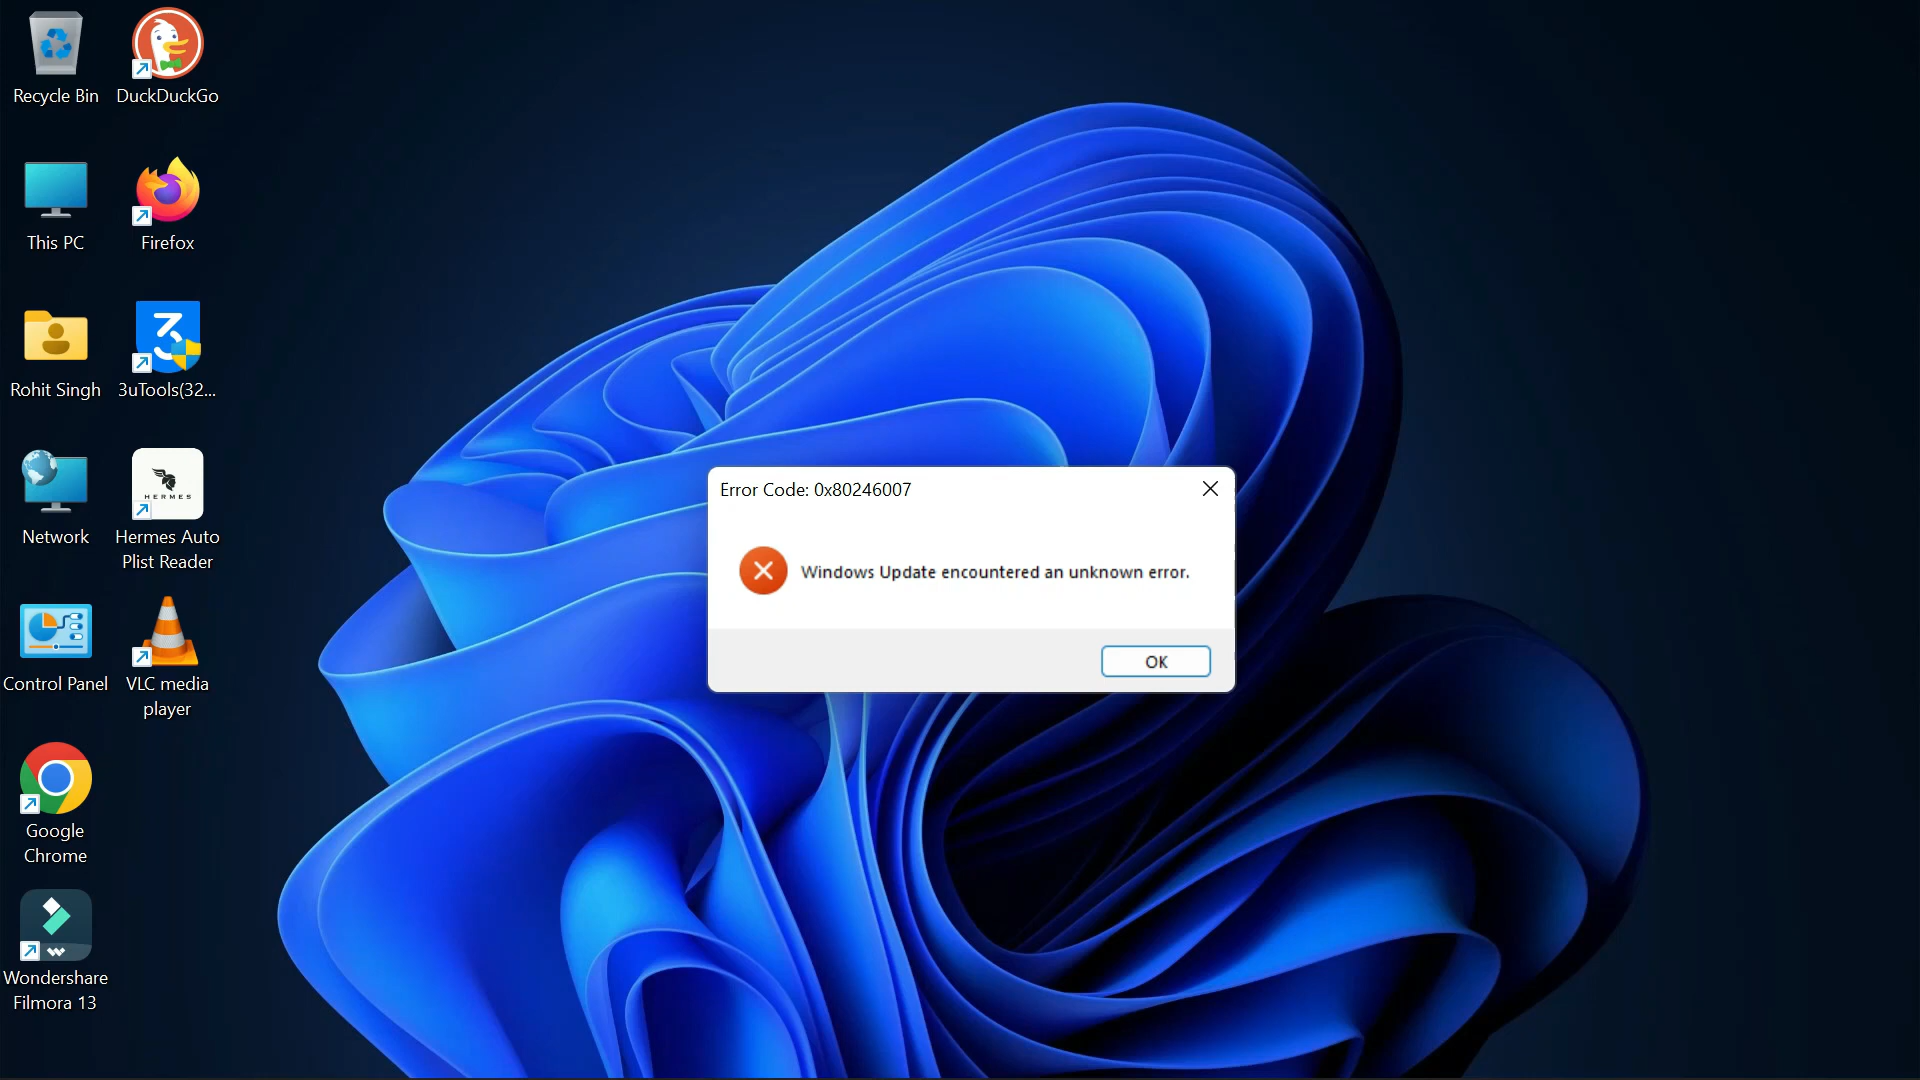 Recycle Bin
DuckDuckGo
This PC
Firefox
Rohit Singh
3uTools(32...
Network
HERMES
Hermes Auto
Plist Reader
Control Panel
VLC media
player
Google
Chrome
Wondershare
Filmora 13
Error Code: 0x80246007
Windows Update encountered an unknown error.
OK